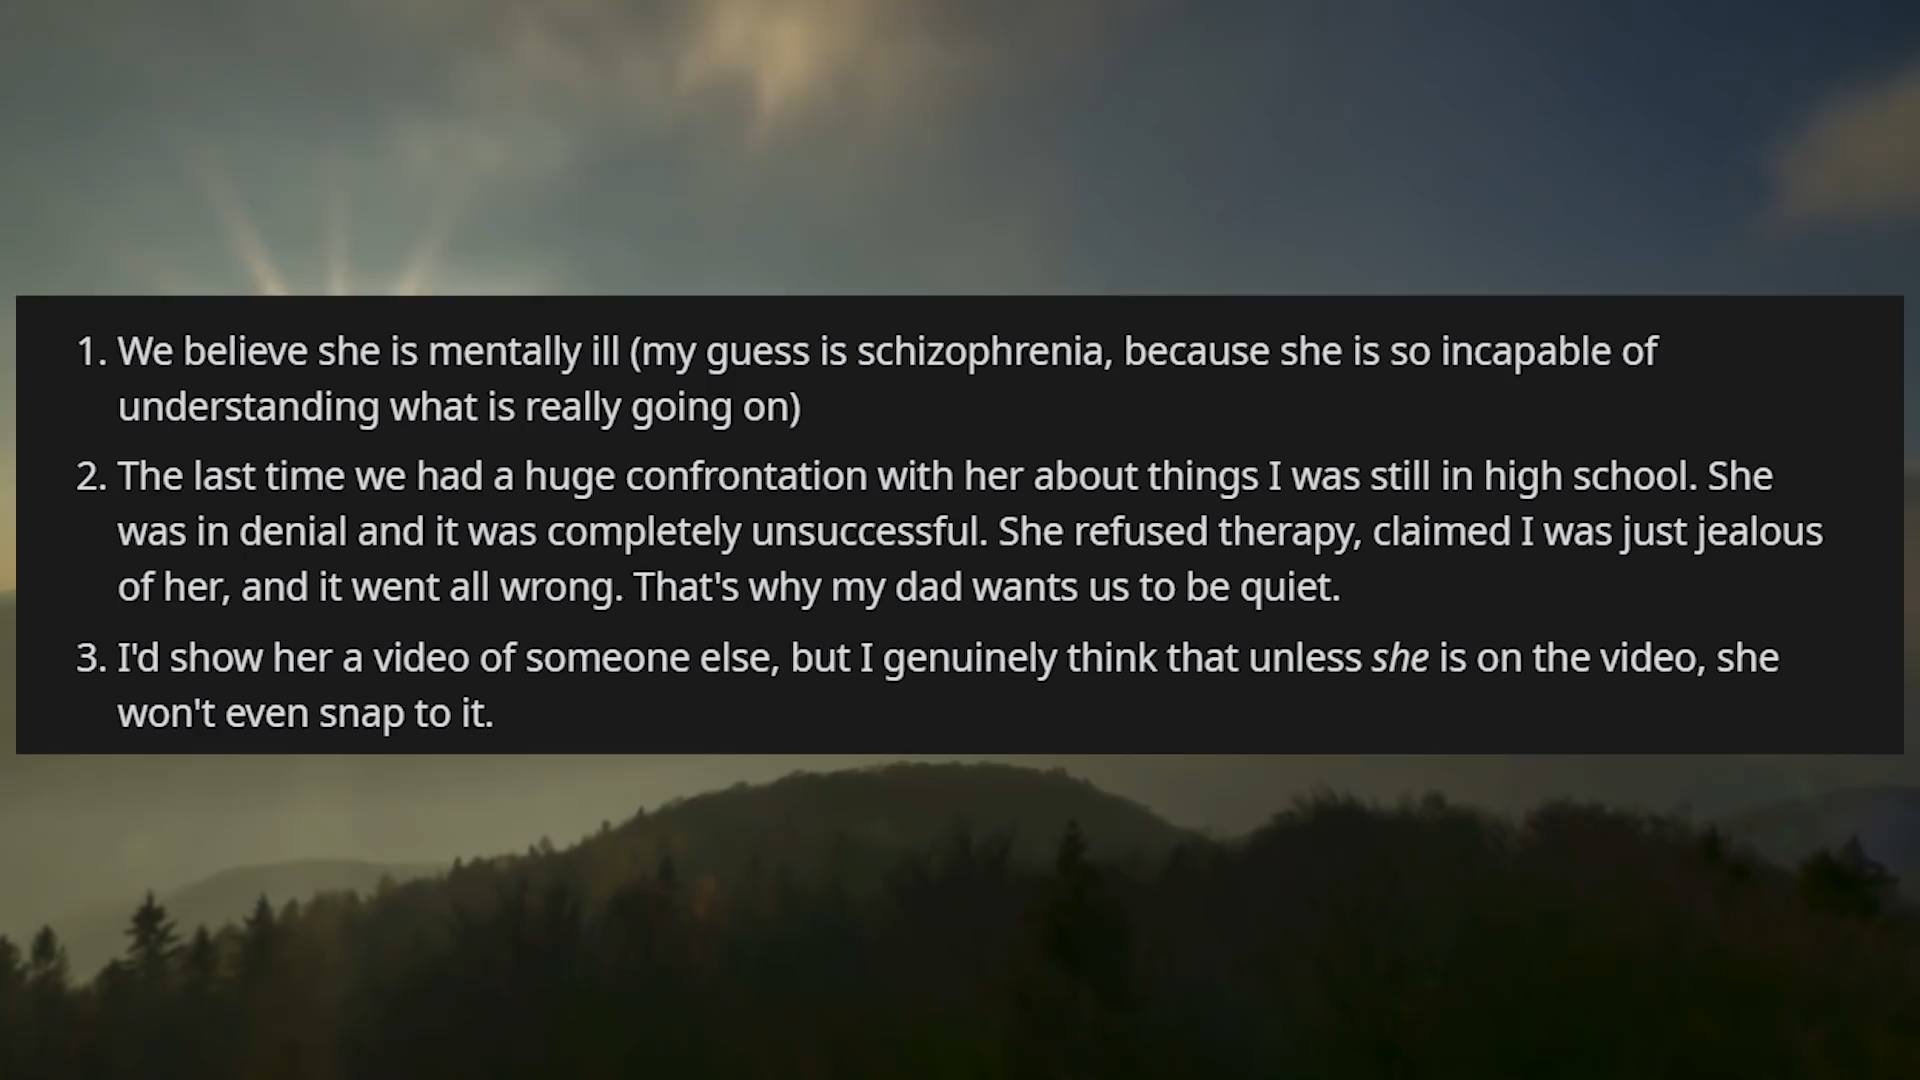 1. We believe she is mentally ill (my guess is schizophrenia, because she is so incapable of
understanding what is really going on)
2. The last time we had a huge confrontation with her about things I was still in high school. She
was in denial and it was completely unsuccessful. She refused therapy, claimed I was just jealous
of her, and it went all wrong. That's why my dad wants us to be quiet.
3. I'd show her a video of someone else, but I genuinely think that unless she is on the video, she
won't even snap to it.